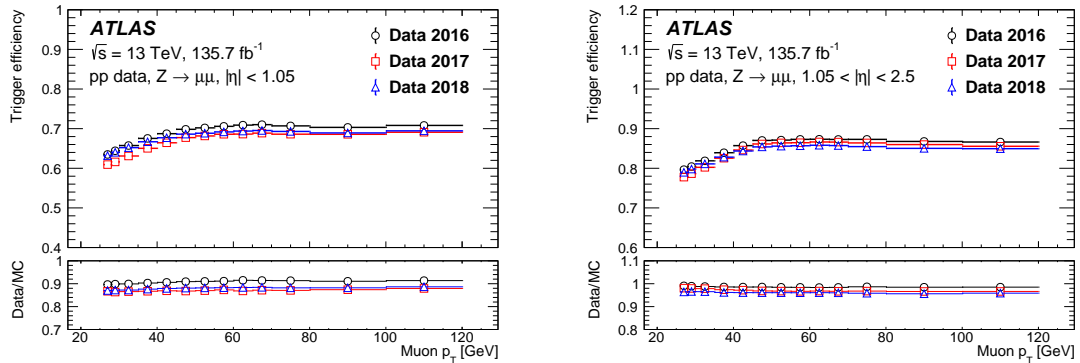 Trigger efficiency
1
0.9
0.8
0.7
0.6
0.5
0.4
ATLAS
√s = 13 TeV, 135.7 fb⁻¹
pp data, Z → μμ, |η| < 1.05
Data 2016
Data 2017
Data 2018
Data/MC
1
0.9
0.8
0.7
20 40 60 80 100 120
Muon p_T [GeV]
Trigger efficiency
1.2
1.1
1
0.9
0.8
0.7
0.6
ATLAS
√s = 13 TeV, 135.7 fb⁻¹
pp data, Z → μμ, 1.05 < |η| < 2.5
Data 2016
Data 2017
Data 2018
Data/MC
1.1
1
0.9
0.8
20 40 60 80 100 120
Muon p_T [GeV]